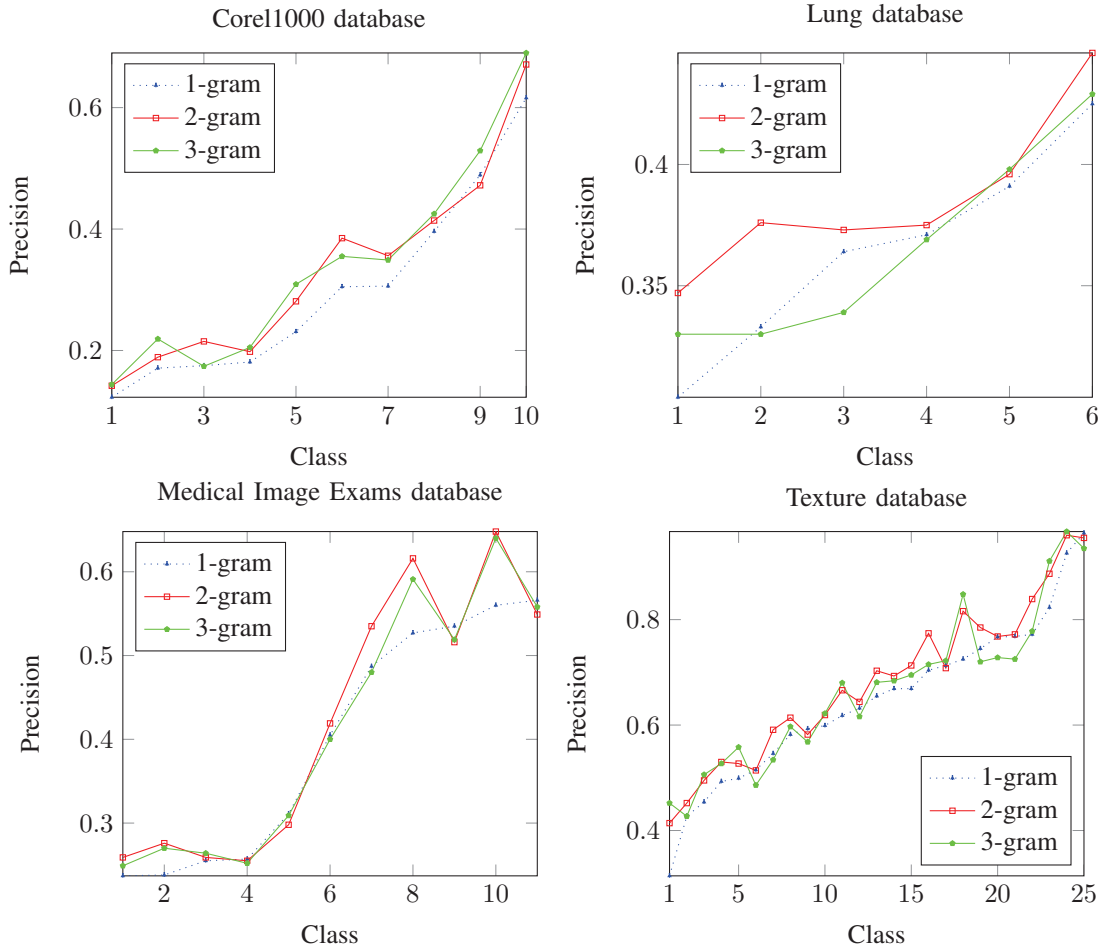 Corel1000 database
1-gram
2-gram
3-gram
0.6
0.4
0.2
Precision
1 3 5 7 9 10
Class
Lung database
1-gram
2-gram
3-gram
0.4
0.35
Precision
1 2 3 4 5 6
Class
Medical Image Exams database
1-gram
2-gram
3-gram
0.6
0.5
0.4
0.3
Precision
2 4 6 8 10
Class
Texture database
0.8
0.6
0.4
Precision
1-gram
2-gram
3-gram
1 5 10 15 20 25
Class